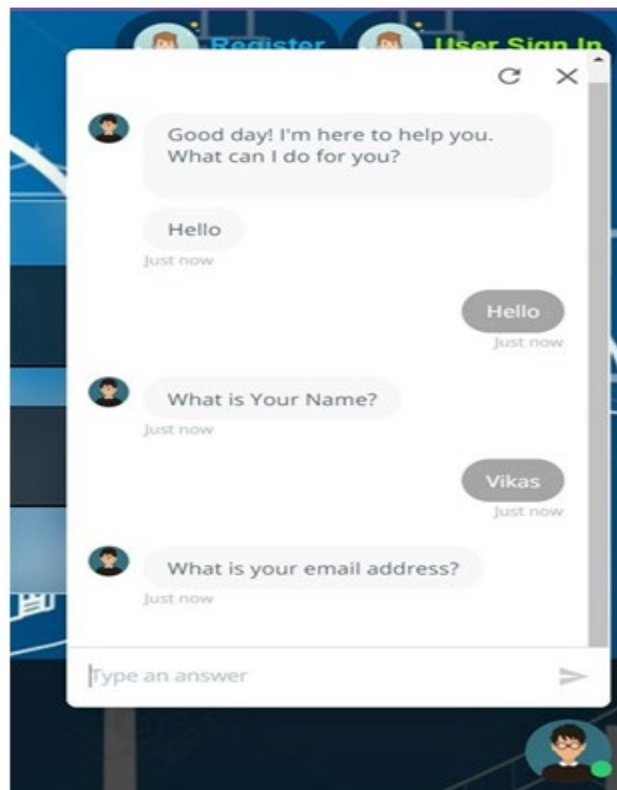 Register
User Sign In
Good day! I'm here to help you.
What can I do for you?
Hello
Just now
Hello
Just now
What is Your Name?
Just now
Vikas
Just now
What is your email address?
Just now
Type an answer